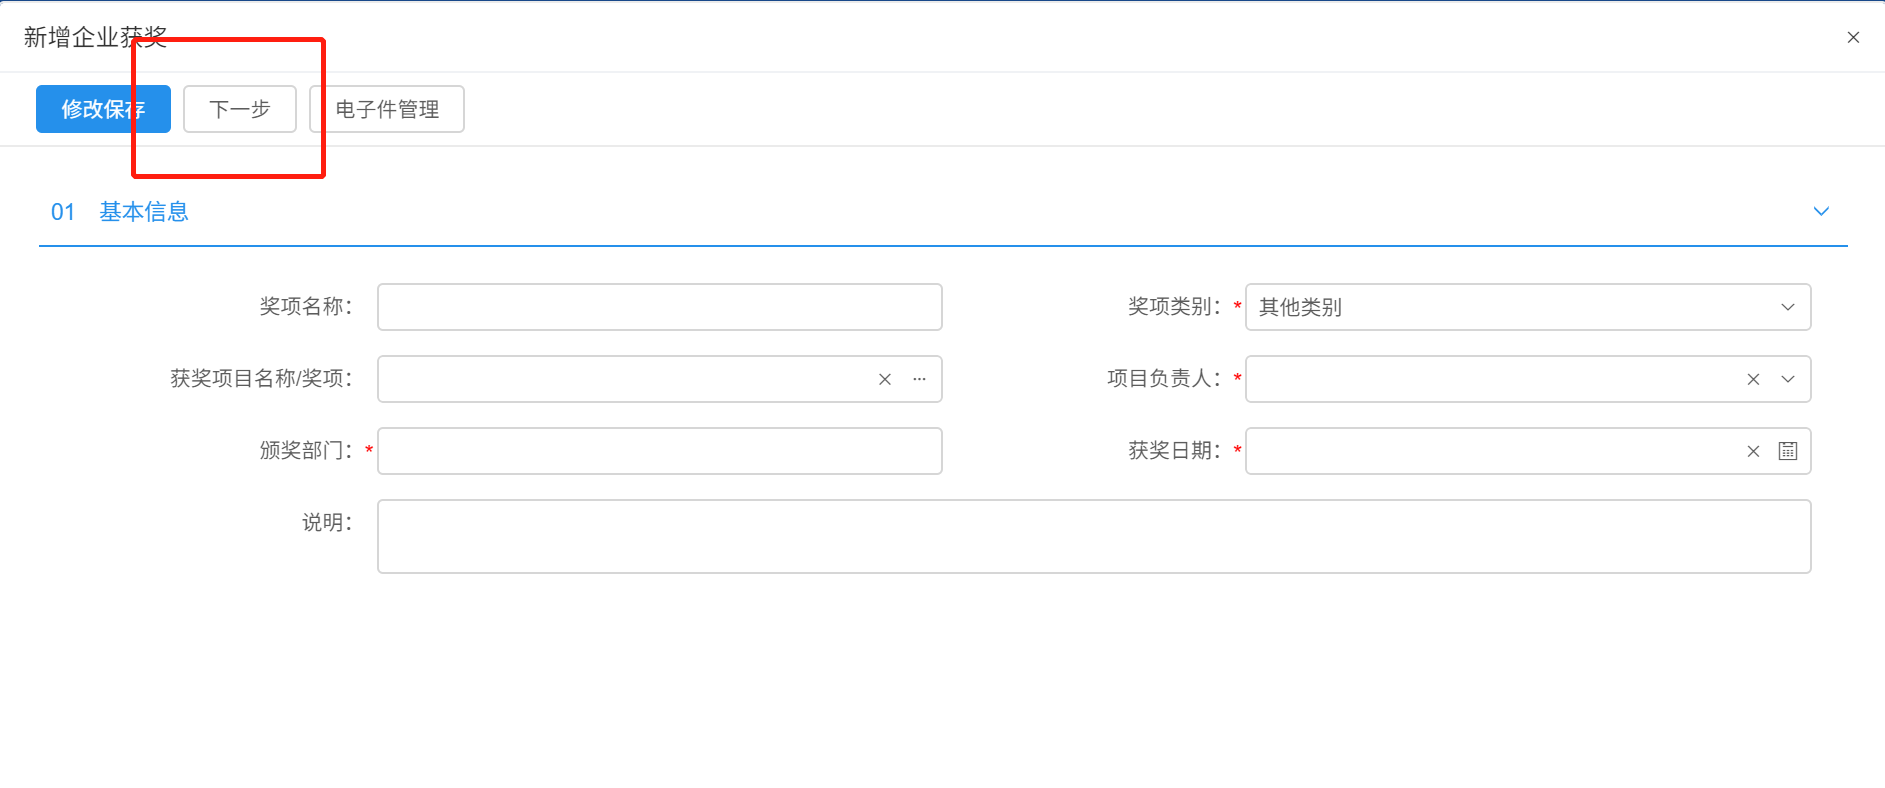 新增企业获奖
修改保存 下一步 电子件管理
01 基本信息
奖项名称： 奖项类别：* 其他类别
获奖项目名称/奖项： 项目负责人：*
颁奖部门：* 获奖日期：*
说明：